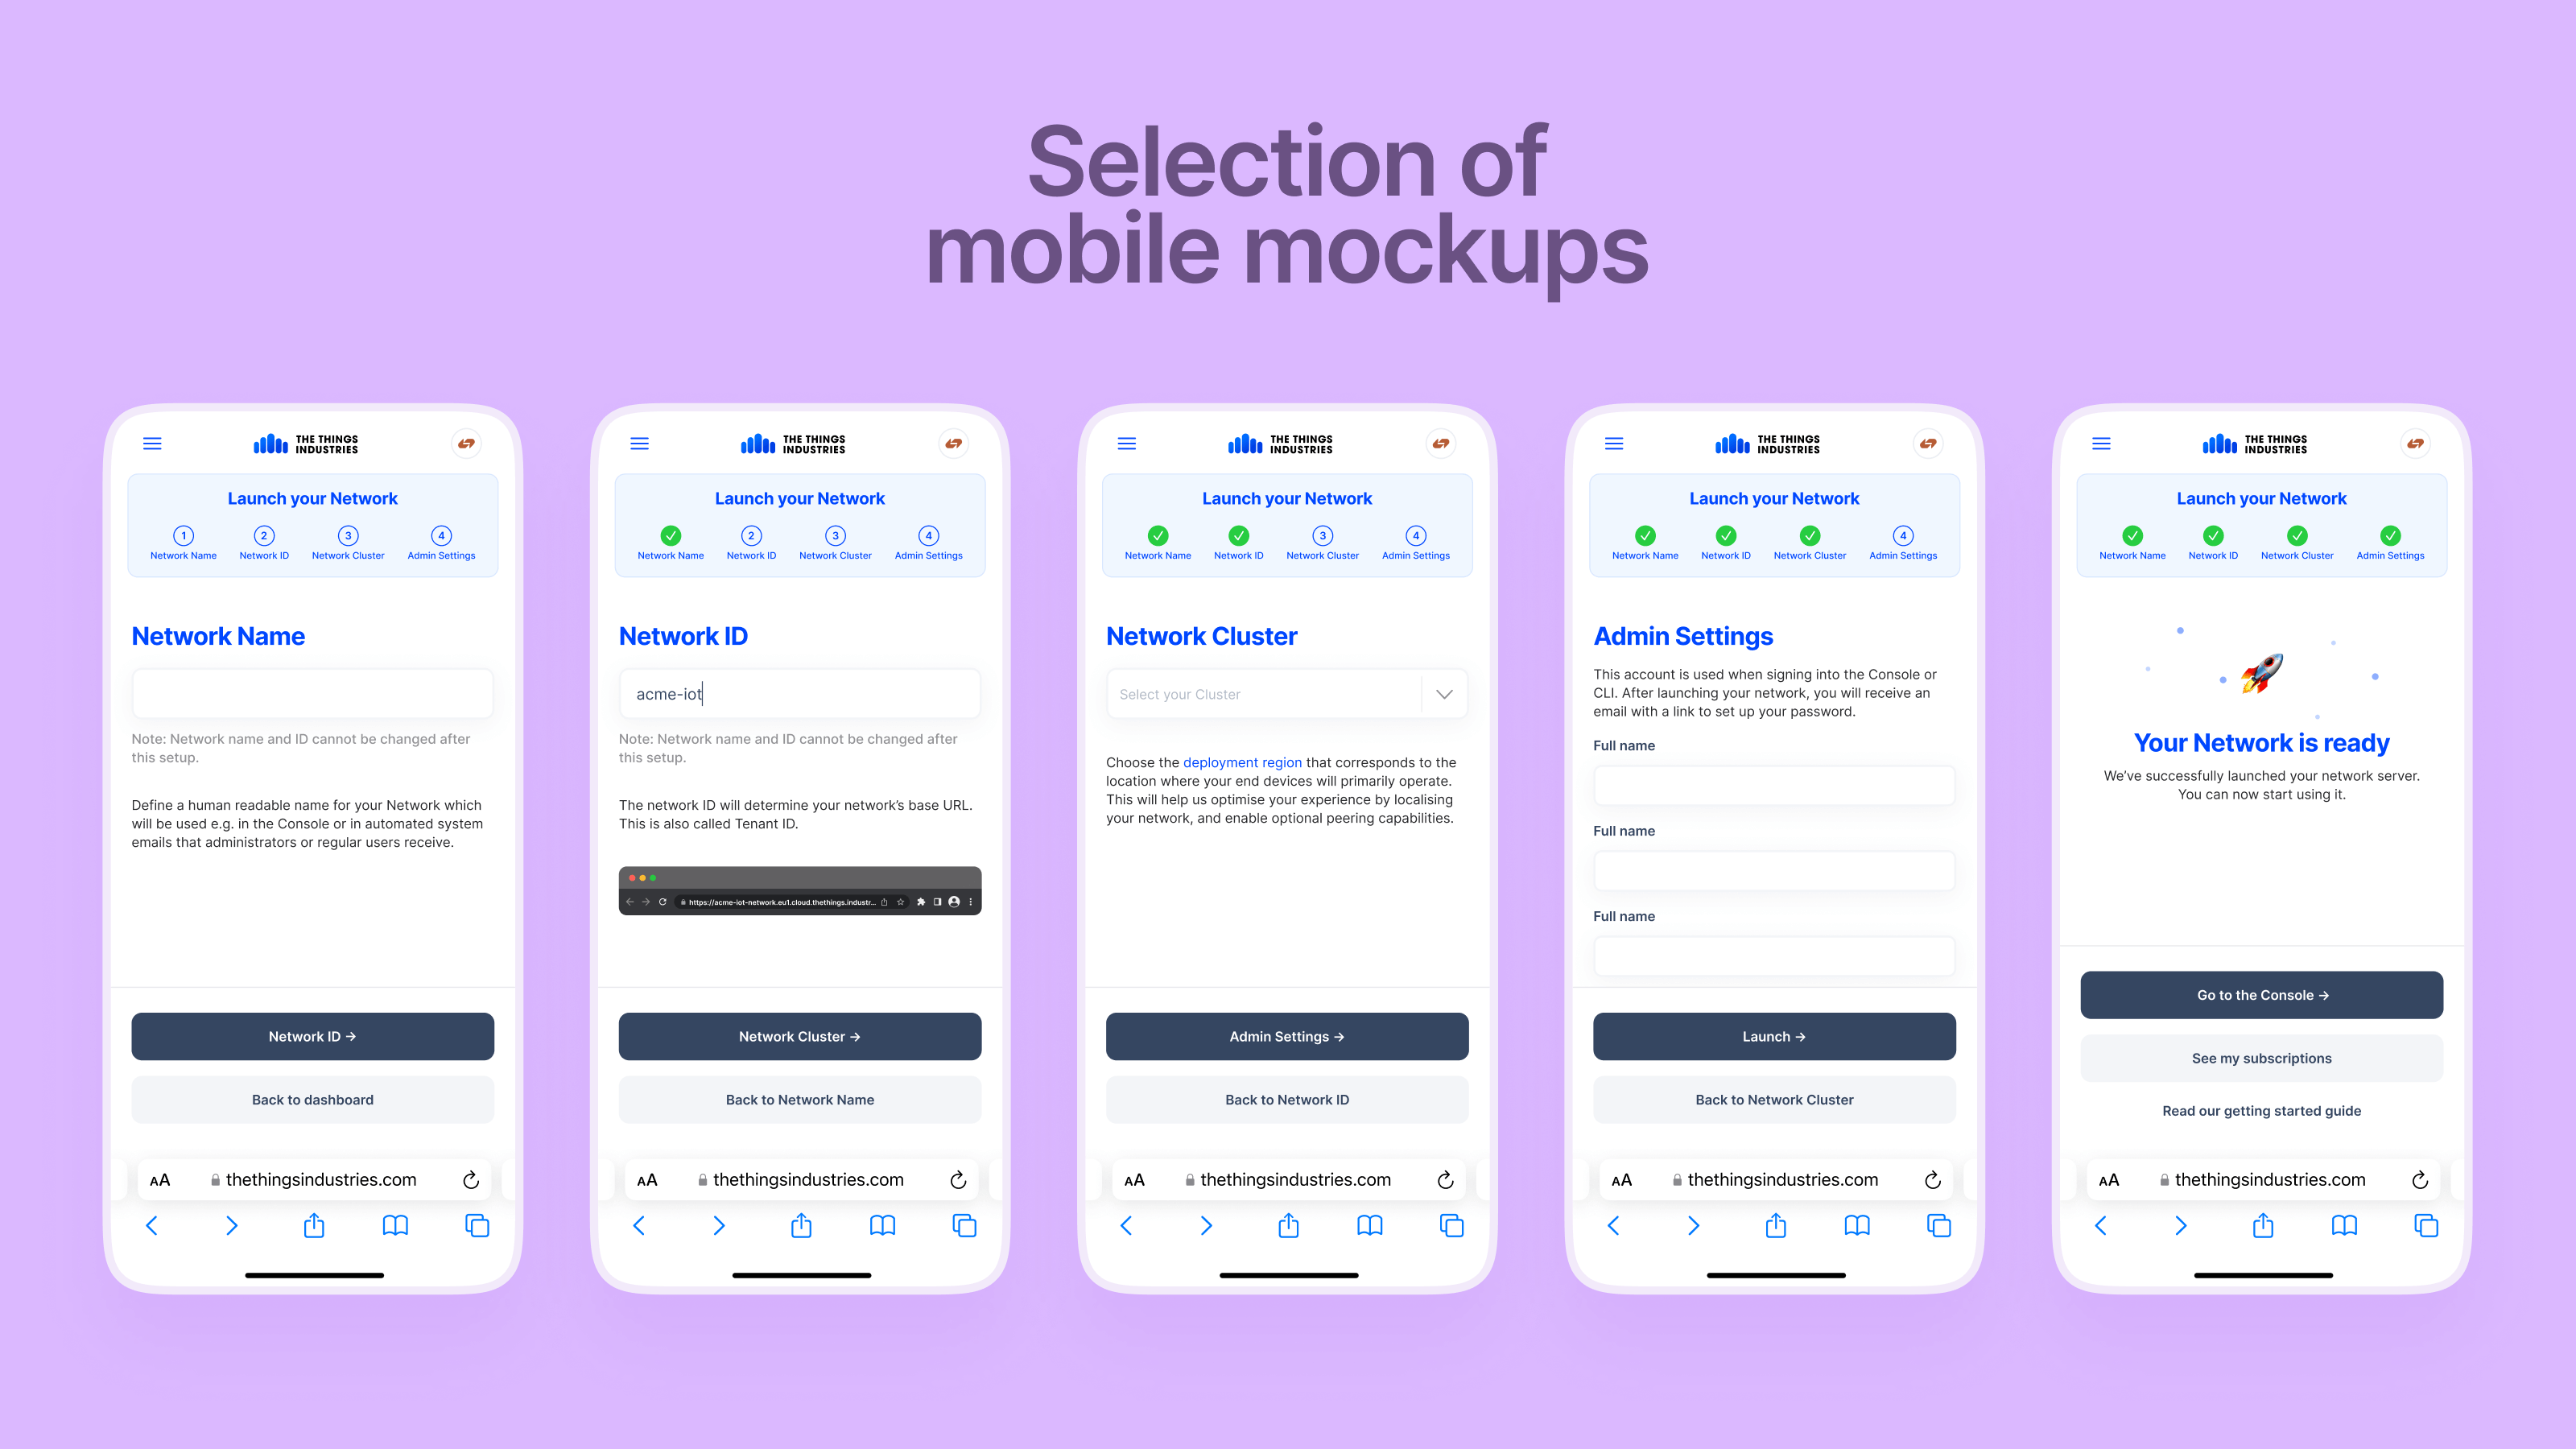 Selection of
mobile mockups
THE THINGS
INDUSTRIES
Launch your Network
1 2 3 4
Network Name Network ID Network Cluster Admin Settings
Network Name
Note: Network name and ID cannot be changed after
this setup.
Define a human readable name for your Network which
will be used e.g. in the Console or in automated system
emails that administrators or regular users receive.
Network ID →
Back to dashboard
AA thethingsindustries.com
THE THINGS
INDUSTRIES
Launch your Network
2 3 4
Network Name Network ID Network Cluster Admin Settings
Network ID
acme-iot
Note: Network name and ID cannot be changed after
this setup.
The network ID will determine your network’s base URL.
This is also called Tenant ID.
https://acme-iot-network.eu1.cloud.thethings.industr...
Network Cluster →
Back to Network Name
AA thethingsindustries.com
THE THINGS
INDUSTRIES
Launch your Network
3 4
Network Name Network ID Network Cluster Admin Settings
Network Cluster
Select your Cluster
Choose the deployment region that corresponds to the
location where your end devices will primarily operate.
This will help us optimise your experience by localising
your network, and enable optional peering capabilities.
Admin Settings →
Back to Network ID
AA thethingsindustries.com
THE THINGS
INDUSTRIES
Launch your Network
4
Network Name Network ID Network Cluster Admin Settings
Admin Settings
This account is used when signing into the Console or
CLI. After launching your network, you will receive an
email with a link to set up your password.
Full name
Full name
Full name
Launch →
Back to Network Cluster
AA thethingsindustries.com
THE THINGS
INDUSTRIES
Launch your Network
Network Name Network ID Network Cluster Admin Settings
Your Network is ready
We’ve successfully launched your network server.
You can now start using it.
Go to the Console →
See my subscriptions
Read our getting started guide
AA thethingsindustries.com